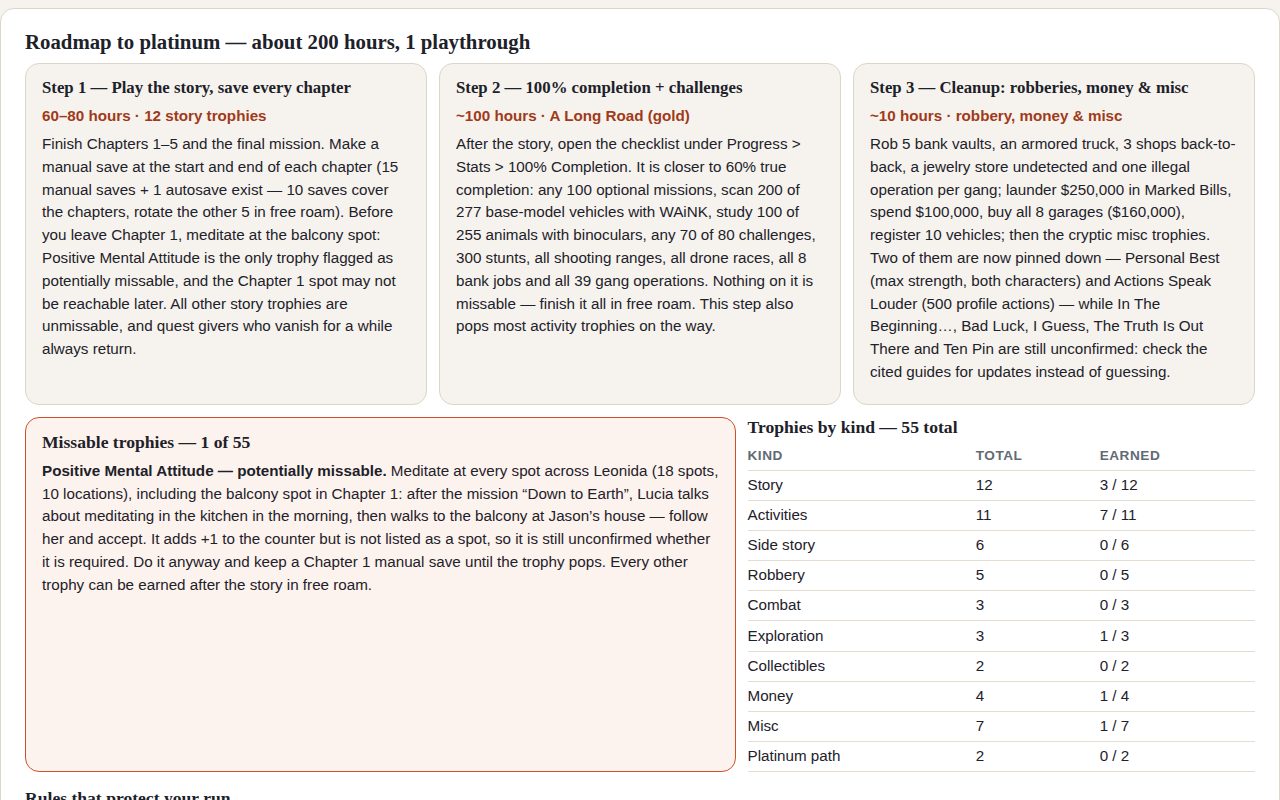 Roadmap to platinum — about 200 hours, 1 playthrough
Step 1 — Play the story, save every chapter
60–80 hours · 12 story trophies
Finish Chapters 1–5 and the final mission. Make a
manual save at the start and end of each chapter (15
manual saves + 1 autosave exist — 10 saves cover
the chapters, rotate the other 5 in free roam). Before
you leave Chapter 1, meditate at the balcony spot:
Positive Mental Attitude is the only trophy flagged as
potentially missable, and the Chapter 1 spot may not
be reachable later. All other story trophies are
unmissable, and quest givers who vanish for a while
always return.
Step 2 — 100% completion + challenges
~100 hours · A Long Road (gold)
After the story, open the checklist under Progress >
Stats > 100% Completion. It is closer to 60% true
completion: any 100 optional missions, scan 200 of
277 base-model vehicles with WAiNK, study 100 of
255 animals with binoculars, any 70 of 80 challenges,
300 stunts, all shooting ranges, all drone races, all 8
bank jobs and all 39 gang operations. Nothing on it is
missable — finish it all in free roam. This step also
pops most activity trophies on the way.
Step 3 — Cleanup: robberies, money & misc
~10 hours · robbery, money & misc
Rob 5 bank vaults, an armored truck, 3 shops back-to-
back, a jewelry store undetected and one illegal
operation per gang; launder $250,000 in Marked Bills,
spend $100,000, buy all 8 garages ($160,000),
register 10 vehicles; then the cryptic misc trophies.
Two of them are now pinned down — Personal Best
(max strength, both characters) and Actions Speak
Louder (500 profile actions) — while In The
Beginning…, Bad Luck, I Guess, The Truth Is Out
There and Ten Pin are still unconfirmed: check the
cited guides for updates instead of guessing.
Missable trophies — 1 of 55
Positive Mental Attitude — potentially missable. Meditate at every spot across Leonida (18 spots,
10 locations), including the balcony spot in Chapter 1: after the mission “Down to Earth”, Lucia talks
about meditating in the kitchen in the morning, then walks to the balcony at Jason’s house — follow
her and accept. It adds +1 to the counter but is not listed as a spot, so it is still unconfirmed whether
it is required. Do it anyway and keep a Chapter 1 manual save until the trophy pops. Every other
trophy can be earned after the story in free roam.
Trophies by kind — 55 total
KIND TOTAL EARNED
Story 12 3 / 12
Activities 11 7 / 11
Side story 6 0 / 6
Robbery 5 0 / 5
Combat 3 0 / 3
Exploration 3 1 / 3
Collectibles 2 0 / 2
Money 4 1 / 4
Misc 7 1 / 7
Platinum path 2 0 / 2
Rules that protect your run